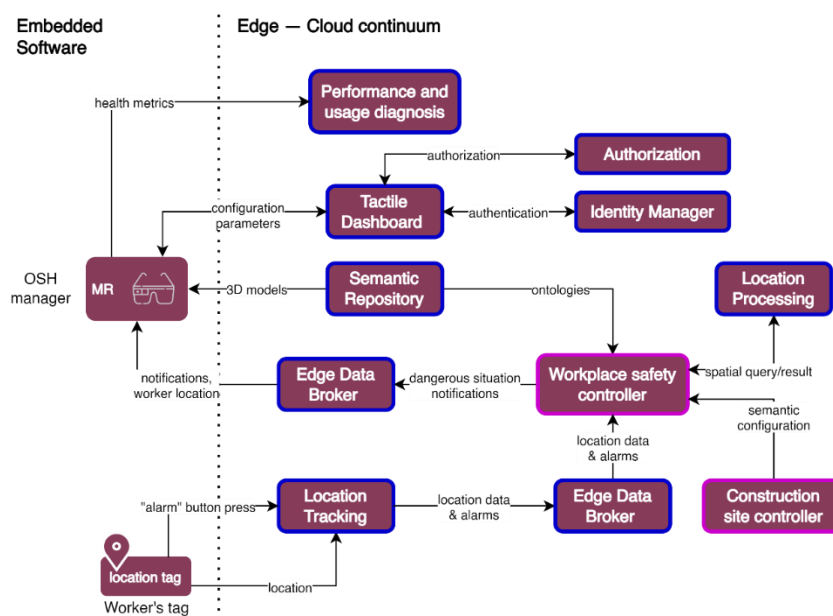 Embedded
Software
Edge — Cloud continuum
health metrics
Performance and
usage diagnosis
authorization
Authorization
configuration
parameters
Tactile
Dashboard
authentication
Identity Manager
OSH
manager
MR
3D models
Semantic
Repository
ontologies
Location
Processing
notifications,
worker location
Edge Data
Broker
dangerous situation
notifications
Workplace safety
controller
spatial query/result
semantic
configuration
location data
& alarms
"alarm" button press
Location
Tracking
location data
& alarms
Edge Data
Broker
Construction
site controller
location tag
location
Worker's tag